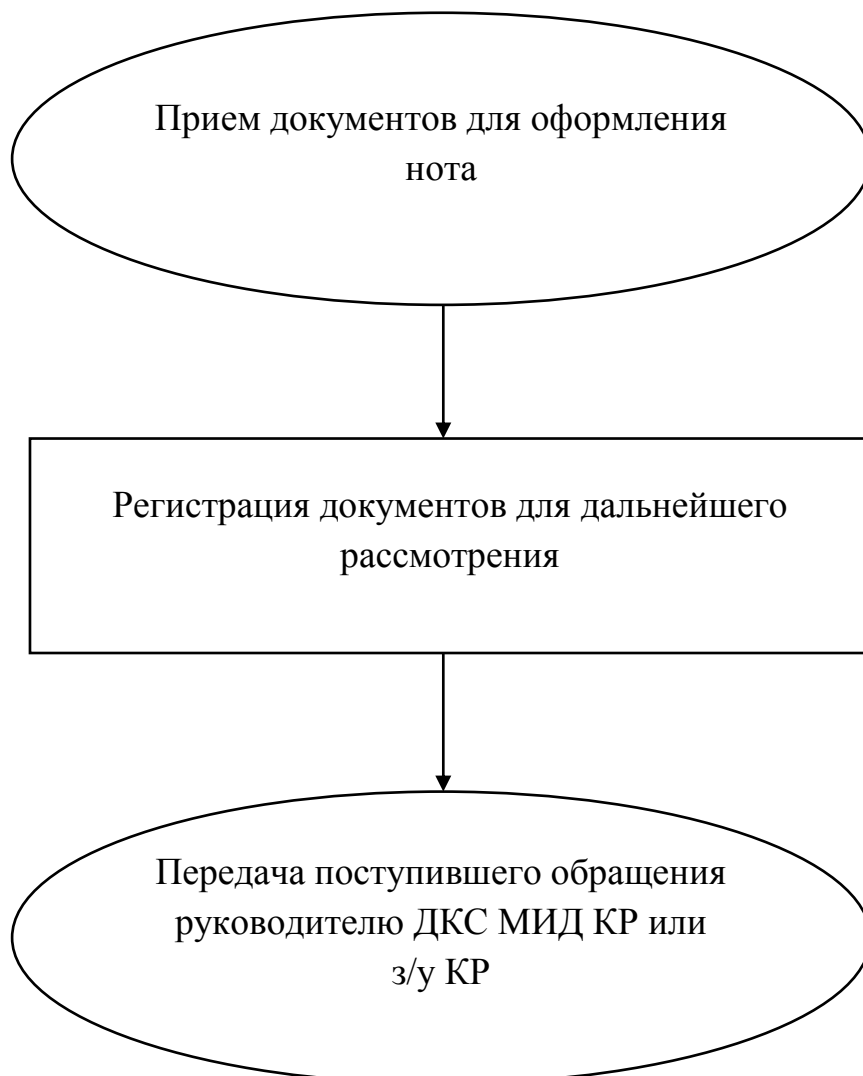 Прием документов для оформления
нота
Регистрация документов для дальнейшего
рассмотрения
Передача поступившего обращения
руководителю ДКС МИД КР или
з/у КР